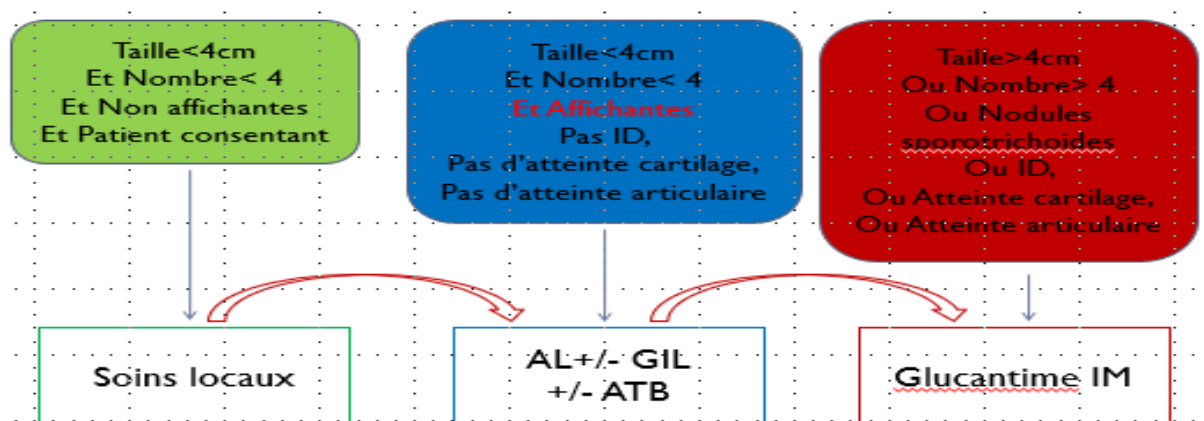 Taille<4cm
Et Nombre< 4
Et Non affichantes
Et Patient consentant
Taille<4cm
Et Nombre< 4
Et Affichantes
Pas ID,
Pas d'atteinte cartilage,
Pas d'atteinte articulaire
Taille>4cm
Ou Nombre> 4
Ou Nodules
sporotrichoides
Ou ID,
Ou Atteinte cartilage,
Ou Atteinte articulaire
Soins locaux
AL+/- GIL
+/- ATB
Glucantime IM